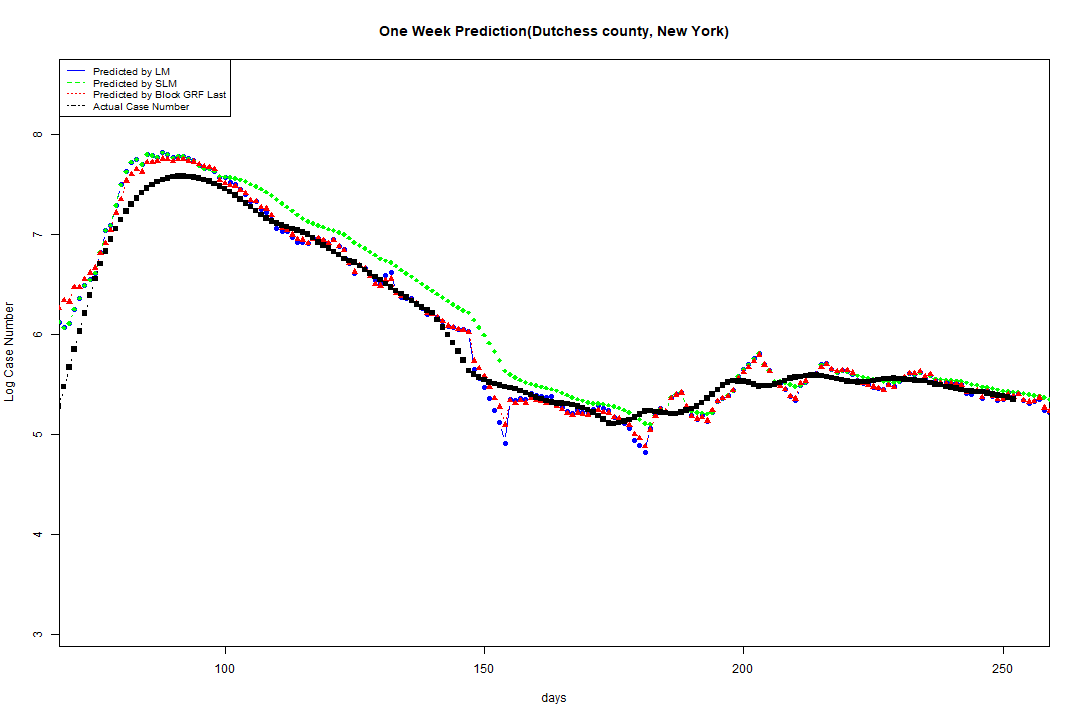 One Week Prediction(Dutchess county, New York)
Predicted by LM
Predicted by SLM
Predicted by Block GRF Last
Actual Case Number
8
7
6
5
4
3
Log Case Number
100 150 200 250
days